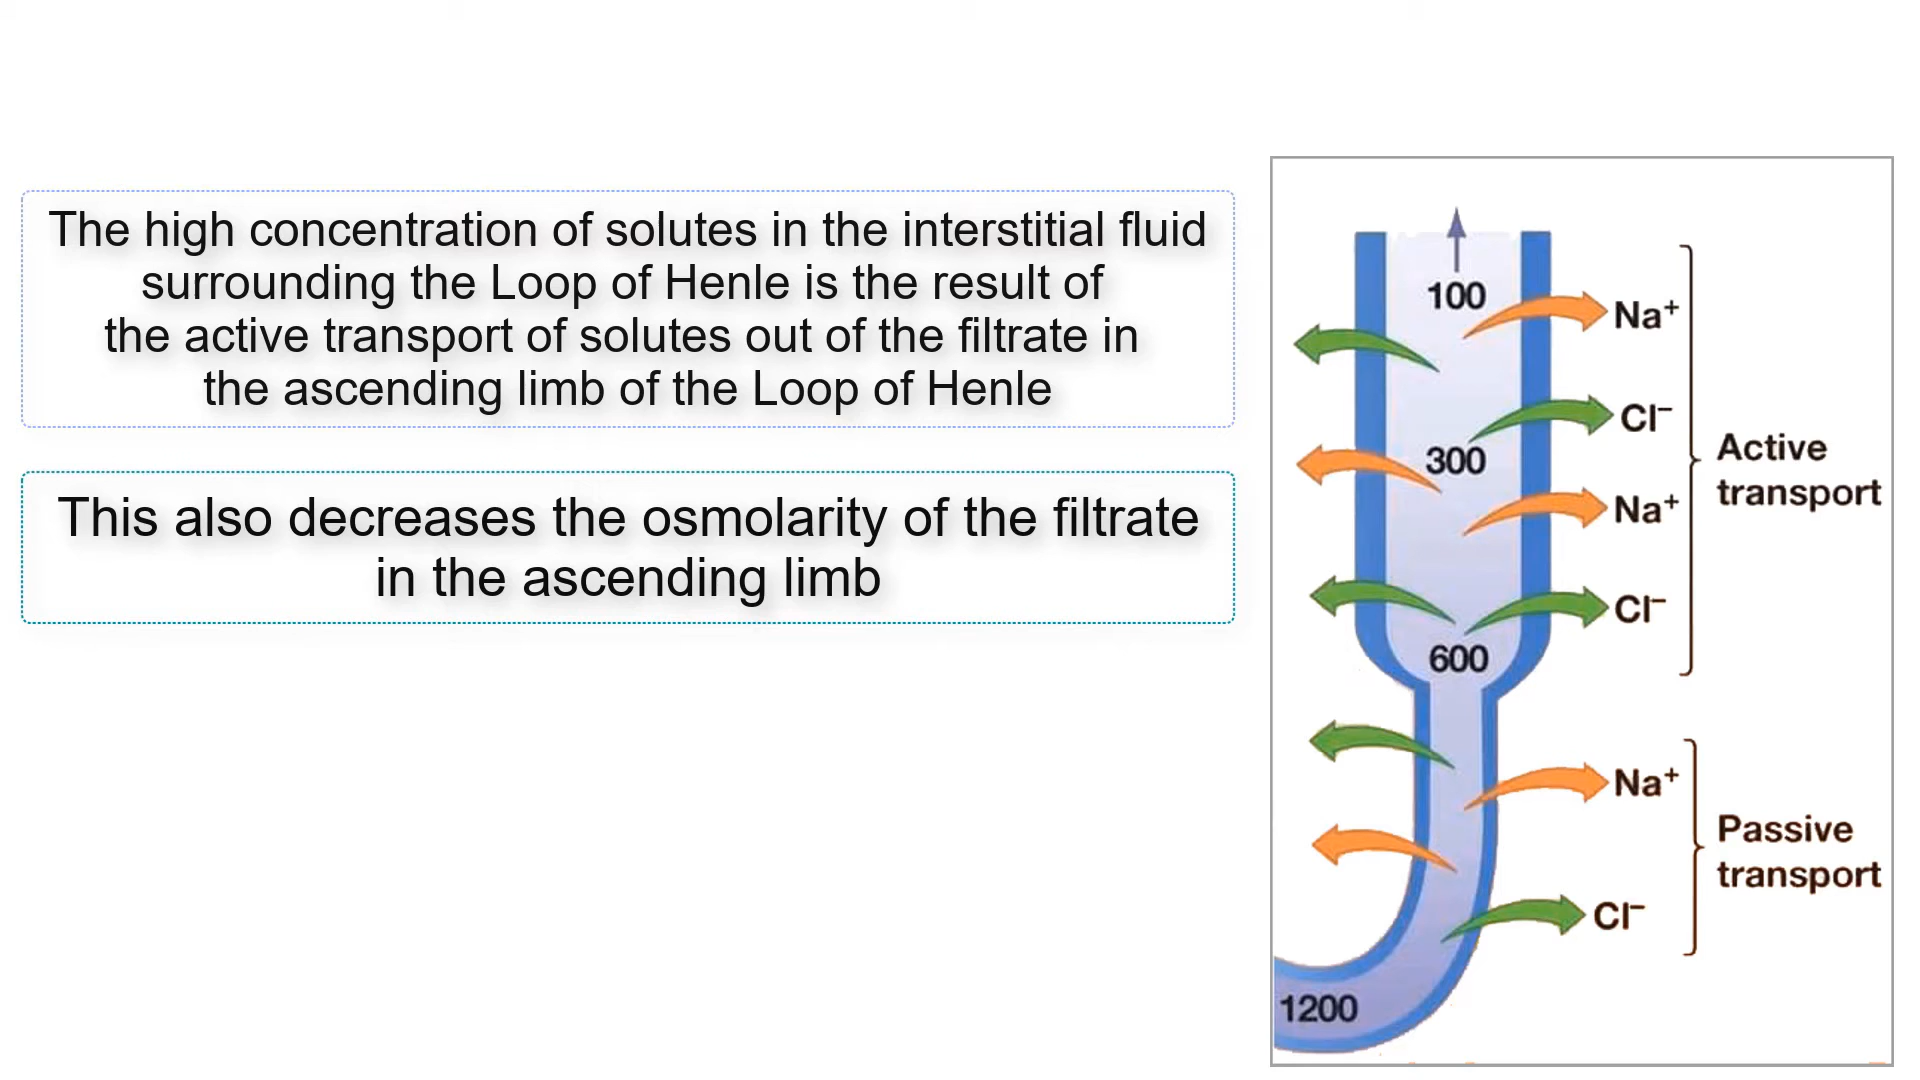 The high concentration of solutes in the interstitial fluid
surrounding the Loop of Henle is the result of
the active transport of solutes out of the filtrate in
the ascending limb of the Loop of Henle
This also decreases the osmolarity of the filtrate
in the ascending limb
100
Na⁺
Cl⁻
300
Active
transport
Na⁺
Cl⁻
600
Na⁺
Passive
transport
Cl⁻
1200